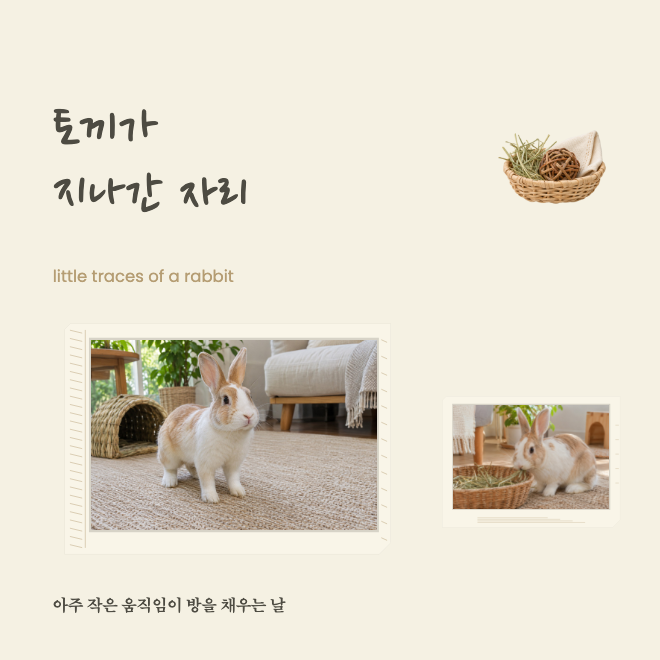 토끼가
지나간 자리
little traces of a rabbit
아주 작은 움직임이 방을 채우는 날